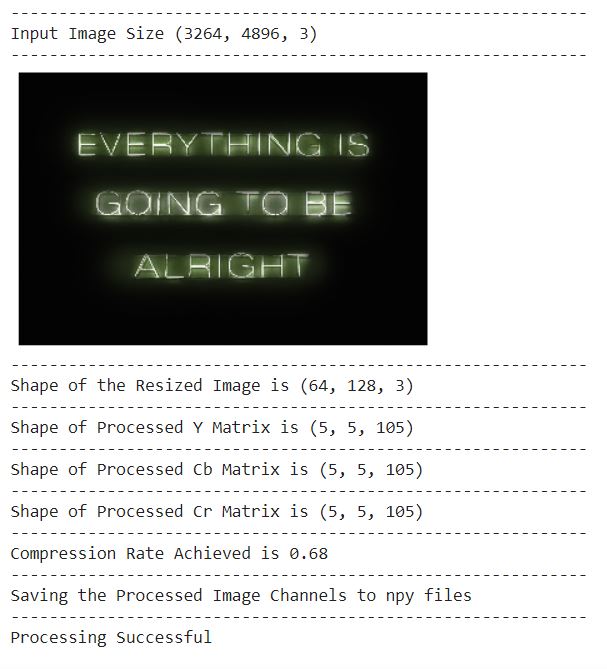 Input Image Size (3264, 4896, 3)
EVERYTHING IS
GOING TO BE
ALRIGHT
Shape of the Resized Image is (64, 128, 3)
Shape of Processed Y Matrix is (5, 5, 105)
Shape of Processed Cb Matrix is (5, 5, 105)
Shape of Processed Cr Matrix is (5, 5, 105)
Compression Rate Achieved is 0.68
Saving the Processed Image Channels to npy files
Processing Successful